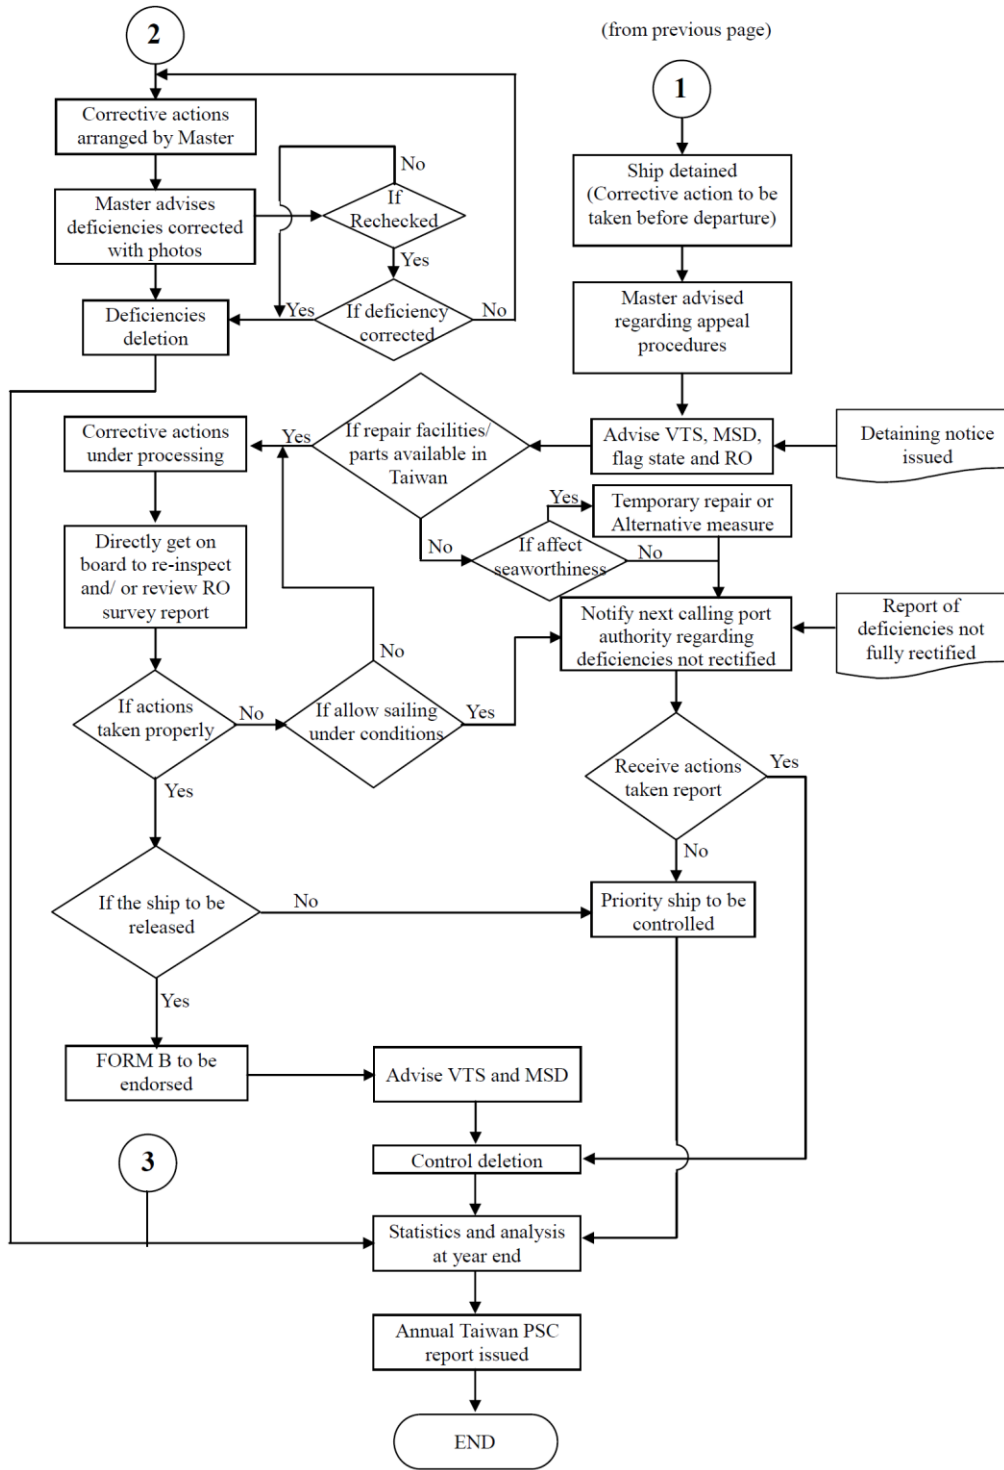 2
(from previous page)
1
Corrective actions
arranged by Master
No
Ship detained
(Corrective action to be
taken before departure)
Master advises
deficiencies corrected
with photos
If
Rechecked
Yes
Master advised
regarding appeal
procedures
Deficiencies
deletion
Yes
If deficiency
corrected
No
Corrective actions
under processing
Yes
If repair facilities/
parts available in
Taiwan
Advise VTS, MSD,
flag state and RO
Detaining notice
issued
Yes
Temporary repair or
Alternative measure
Directly get on
board to re-inspect
and/ or review RO
survey report
No
If affect
seaworthiness
No
Notify next calling port
authority regarding
deficiencies not rectified
Report of
deficiencies not
fully rectified
No
If actions
taken properly
No
If allow sailing
under conditions
Yes
Receive actions
taken report
Yes
Yes
No
If the ship to be
released
No
Priority ship to be
controlled
Yes
FORM B to be
endorsed
Advise VTS and MSD
3
Control deletion
Statistics and analysis
at year end
Annual Taiwan PSC
report issued
END